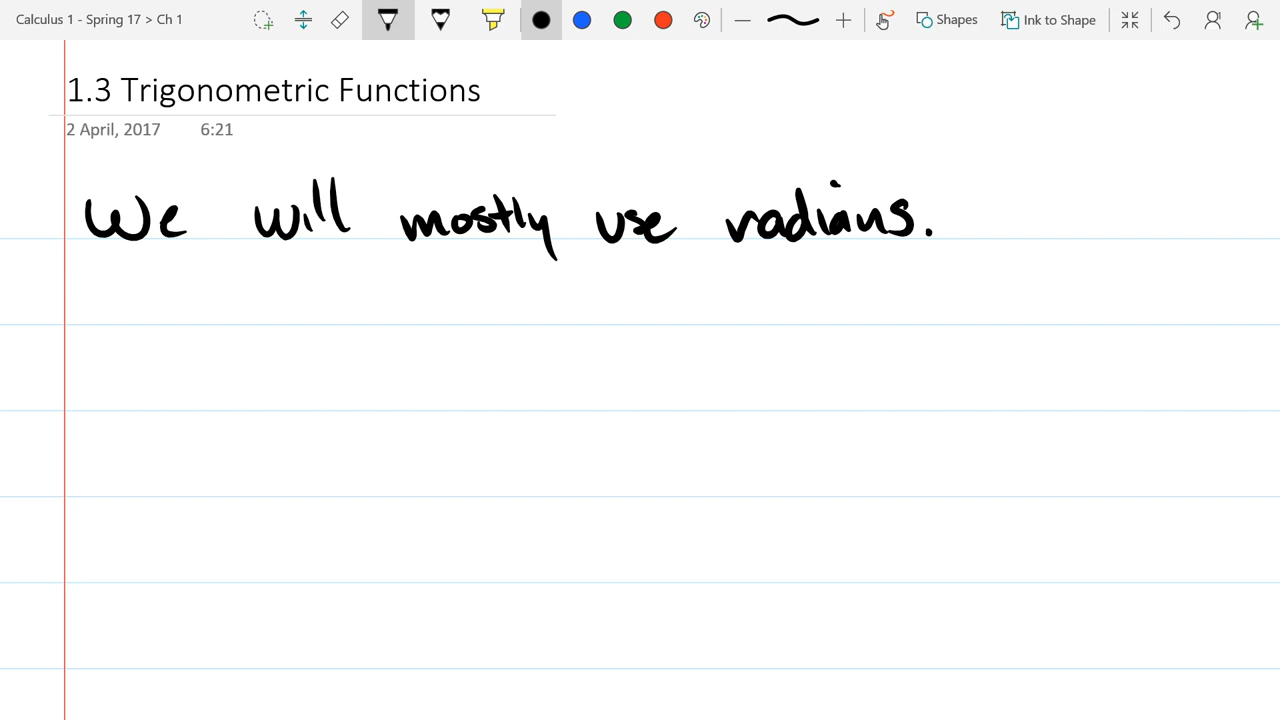 Calculus 1 - Spring 17 > Ch 1 Shapes Ink to Shape
1.3 Trigonometric Functions
2 April, 2017 6:21
We will mostly use radians.